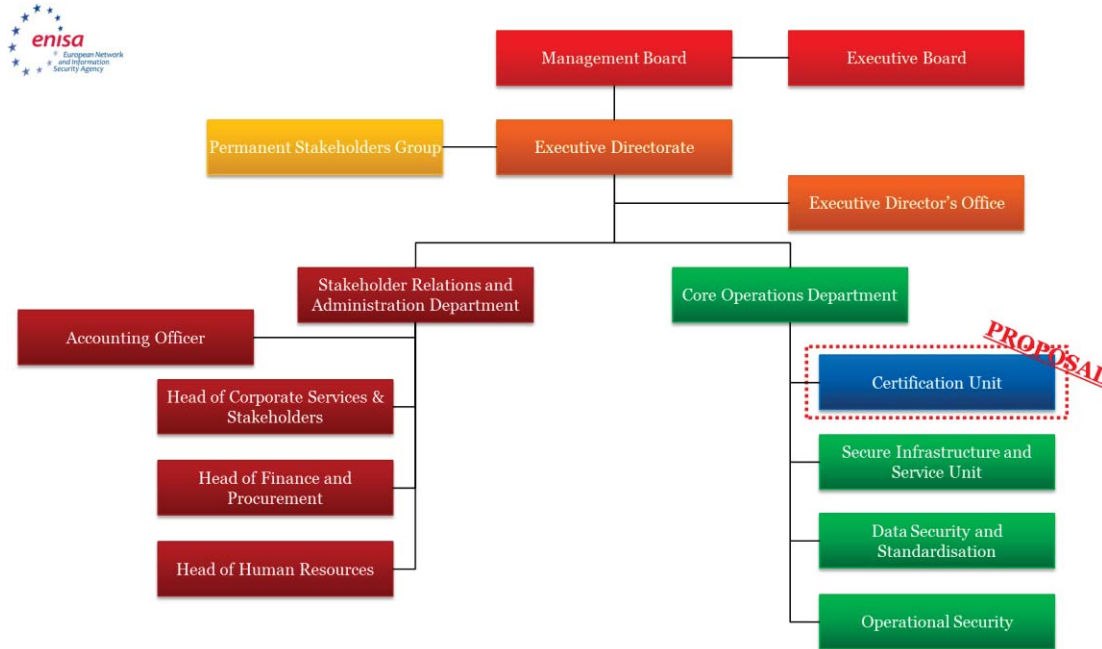 enisa
European Network
and Information
Security Agency
Management Board
Executive Board
Permanent Stakeholders Group
Executive Directorate
Executive Director's Office
Stakeholder Relations and
Administration Department
Core Operations Department
Accounting Officer
PROPOSAL
Certification Unit
Head of Corporate Services &
Stakeholders
Secure Infrastructure and
Service Unit
Head of Finance and
Procurement
Data Security and
Standardisation
Head of Human Resources
Operational Security